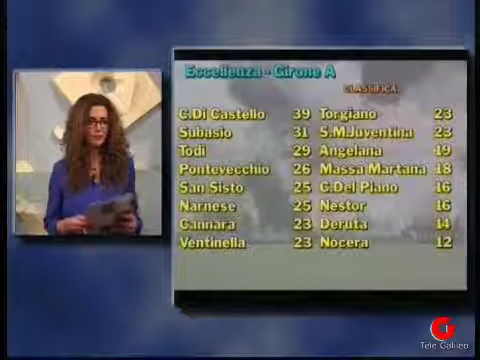 Eccellenza - Girone A
CLASSIFICA
C.Di Castello 39 Torgiano 23
Subasio 31 S.M.Juventina 23
Todi 29 Angelana 19
Pontevecchio 26 Massa Martana 18
San Sisto 25 C.Del Piano 16
Narnese 25 Nestor 16
Cannara 23 Deruta 14
Ventinella 23 Nocera 12
Tele Galileo